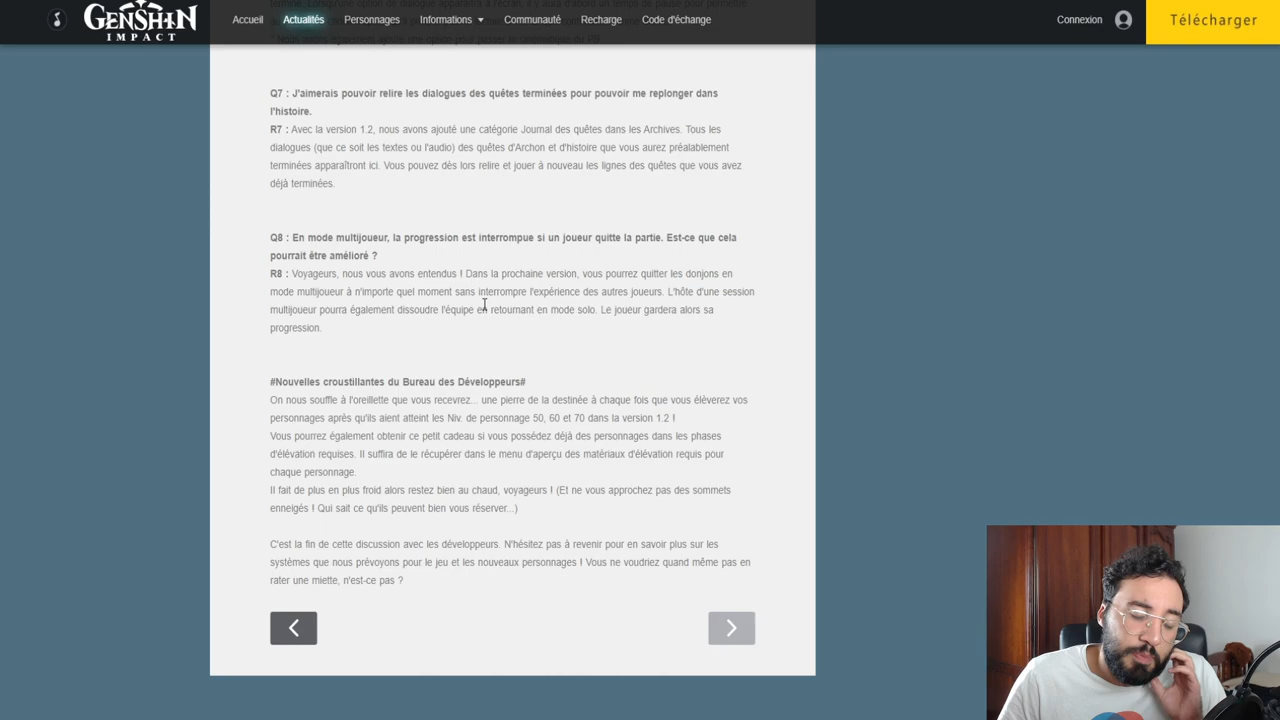 GENSHIN
IMPACT
Accueil
Actualités
Personnages
Informations
Communauté
Recharge
Code d'échange
Connexion
Télécharger
Q7 : J'aimerais pouvoir relire les dialogues des quêtes terminées pour pouvoir me replonger dans
l'histoire.
R7 : Avec la version 1.2, nous avons ajouté une catégorie Journal des quêtes dans les Archives. Tous les
dialogues (que ce soit les textes ou l'audio) des quêtes d'Archon et d'histoire que vous aurez préalablement
terminées apparaîtront ici. Vous pouvez dès lors relire et jouer à nouveau les lignes des quêtes que vous avez
déjà terminées.
Q8 : En mode multijoueur, la progression est interrompue si un joueur quitte la partie. Est-ce que cela
pourrait être amélioré ?
R8 : Voyageurs, nous vous avons entendus ! Dans la prochaine version, vous pourrez quitter les donjons en
mode multijoueur à n'importe quel moment sans interrompre l'expérience des autres joueurs. L'hôte d'une session
multijoueur pourra également dissoudre l'équipe en retournant en mode solo. Le joueur gardera alors sa
progression.
#Nouvelles croustillantes du Bureau des Développeurs#
On nous souffle à l'oreillette que vous recevrez... une pierre de la destinée à chaque fois que vous élèverez vos
personnages après qu'ils aient atteint les Niv. de personnage 50, 60 et 70 dans la version 1.2 !
Vous pourrez également obtenir ce petit cadeau si vous possédez déjà des personnages dans les phases
d'élévation requises. Il suffira de le récupérer dans le menu d'aperçu des matériaux d'élévation requis pour
chaque personnage.
Il fait de plus en plus froid alors restez bien au chaud, voyageurs ! (Et ne vous approchez pas des sommets
enneigés ! Qui sait ce qu'ils peuvent bien vous réserver...)
C'est la fin de cette discussion avec les développeurs. N'hésitez pas à revenir pour en savoir plus sur les
systèmes que nous prévoyons pour le jeu et les nouveaux personnages ! Vous ne voudriez quand même pas en
rater une miette, n'est-ce pas ?